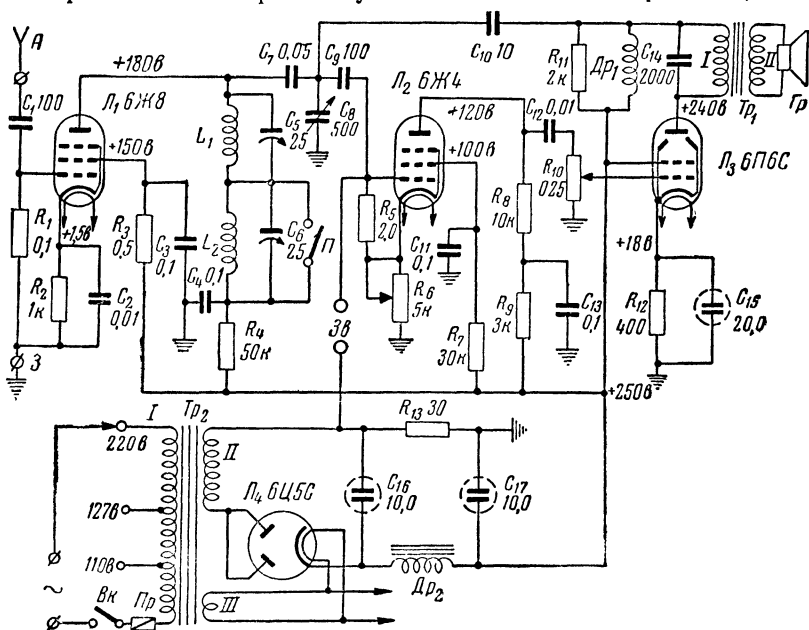 А
C₁ 100
Л₁ 6Ж8
+180в
+150в
+1,5в
R₁
0,1
R₂
1к
C₂
0,01
З
R₃
0,5
C₃
0,1
C₄ 0,1
L₁
L₂
C₅
25
C₆
25
П
R₄
50к
C₇ 0,05
C₉ 100
C₈
500
Л₂ 6Ж4
+120в
+100в
R₅
2,0
C₁₁
0,1
R₆
5к
R₇
30к
Зв
C₁₀ 10
C₁₂ 0,01
R₈
10к
R₉
3к
C₁₃
0,1
R₁₀
025
R₁₁
2к
Др₁
C₁₄
2000
I
II
Тр₁
Гр
+240в
Л₃ 6П6С
+18в
R₁₂
400
C₁₅
20,0
+250в
220в
127в
110в
~
Вк
Пр
I
Тр₂
II
III
Л₄ 6Ц5С
C₁₆
10,0
R₁₃ 30
C₁₇
10,0
Др₂